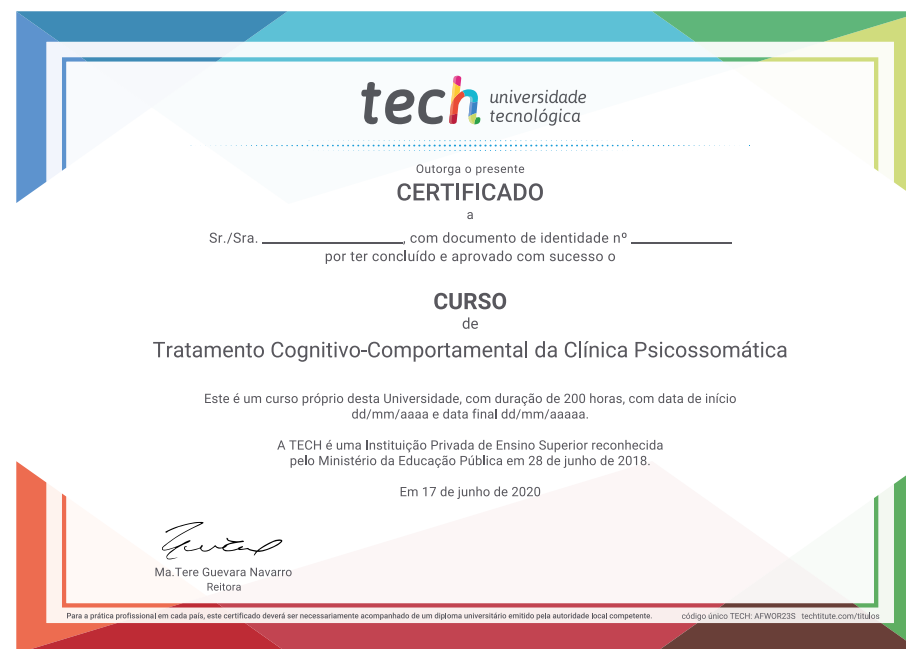 tech universidade
tecnológica
Outorga o presente
CERTIFICADO
a
Sr./Sra. ________________, com documento de identidade nº ____________
por ter concluído e aprovado com sucesso o
CURSO
de
Tratamento Cognitivo-Comportamental da Clínica Psicossomática
Este é um curso próprio desta Universidade, com duração de 200 horas, com data de início
dd/mm/aaaa e data final dd/mm/aaaaa.
A TECH é uma Instituição Privada de Ensino Superior reconhecida
pelo Ministério da Educação Pública em 28 de junho de 2018.
Em 17 de junho de 2020
Ma.Tere Guevara Navarro
Reitora
Para a prática profissional em cada país, este certificado deverá ser necessariamente acompanhado de um diploma universitário emitido pela autoridade local competente. código único TECH: AFWOR23S techtitute.com/titulos